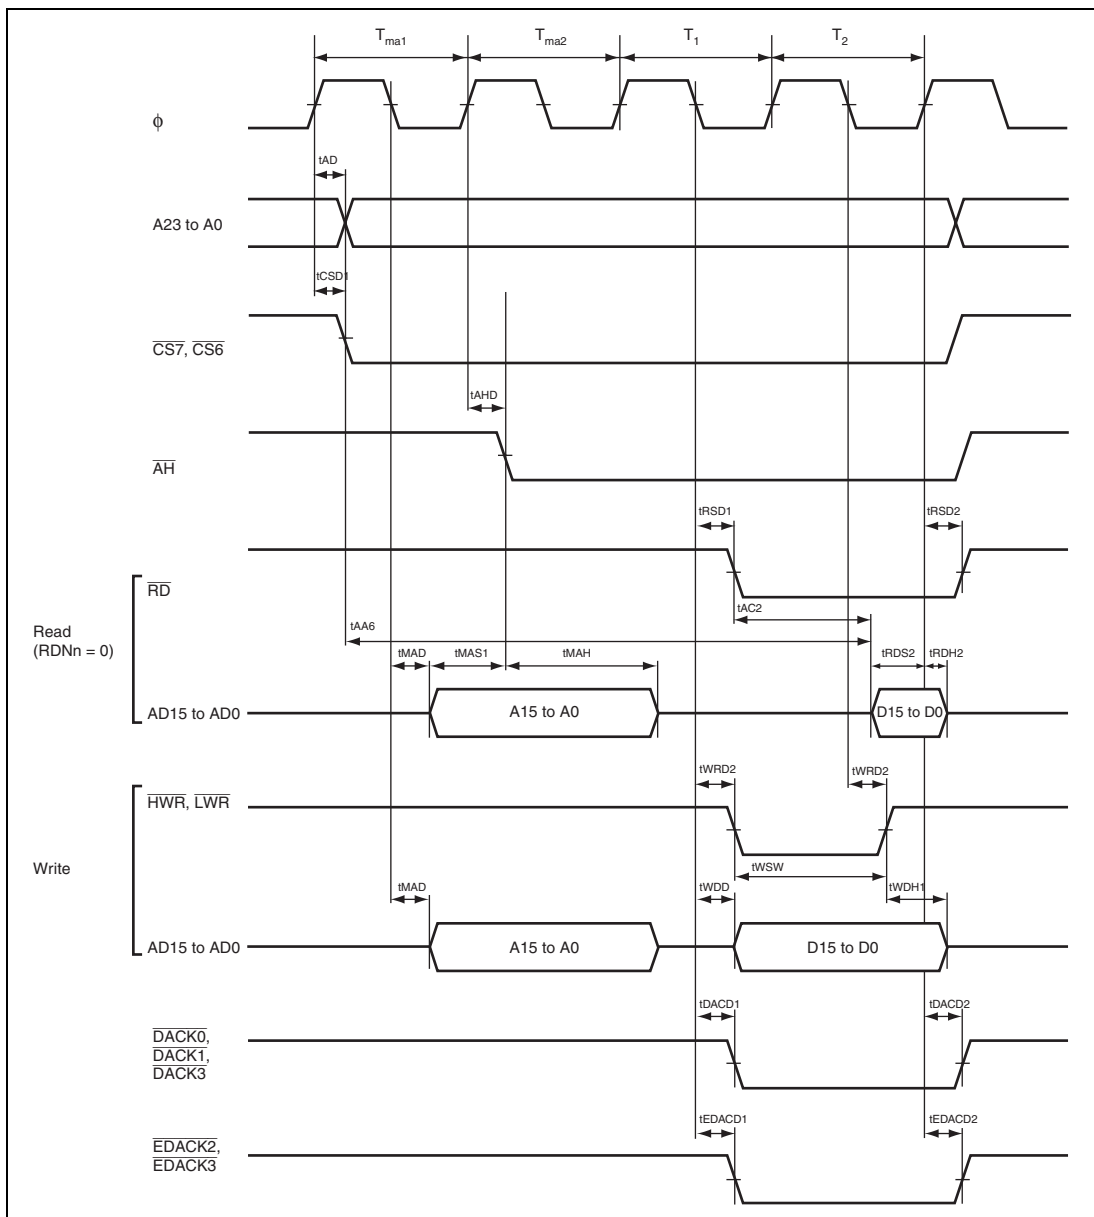 Tma1 Tma2 T1 T2
ϕ
tAD
A23 to A0
tCSD1
CS7, CS6
tAHD
AH
tRSD1 tRSD2
RD
tAC2
Read
(RDNn = 0)
tAA6
tMAD tMAS1 tMAH tRDS2 tRDH2
AD15 to AD0 A15 to A0 D15 to D0
tWRD2 tWRD2
HWR, LWR
Write
tWSW
tMAD tWDD tWDH1
AD15 to AD0 A15 to A0 D15 to D0
tDACD1 tDACD2
DACK0,
DACK1,
DACK3
tEDACD1 tEDACD2
EDACK2,
EDACK3